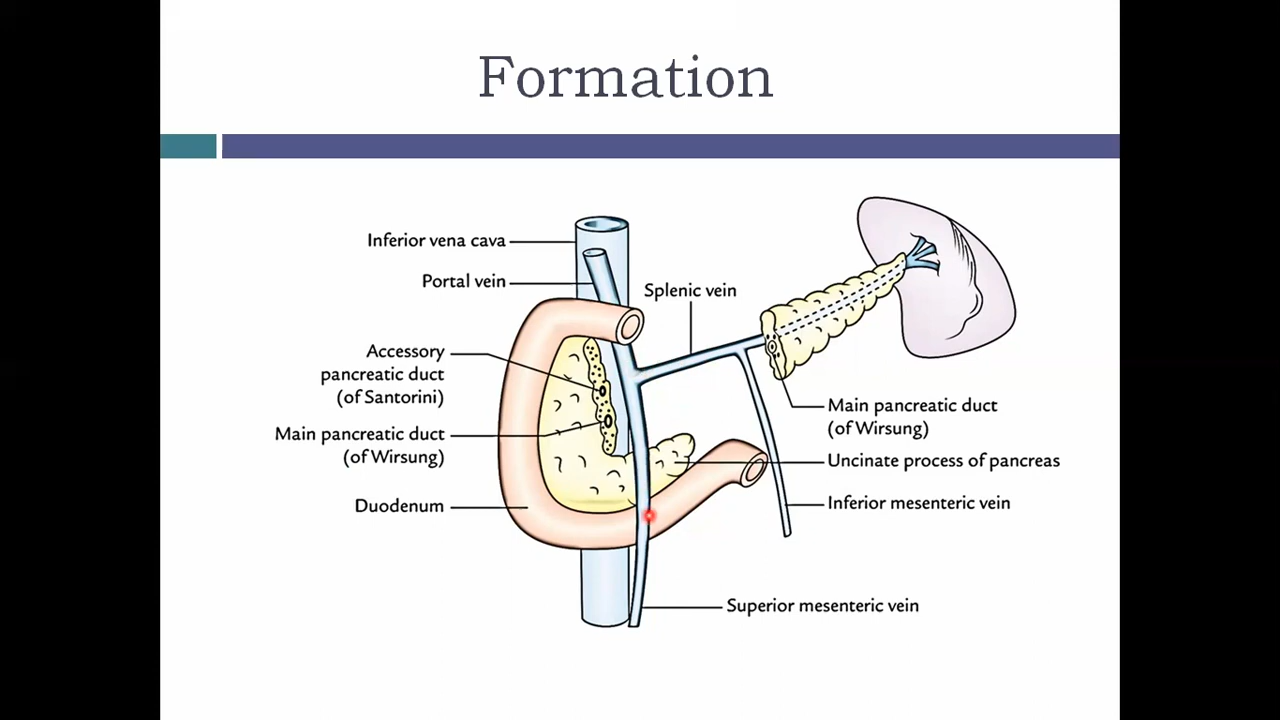 Formation
Inferior vena cava
Portal vein
Splenic vein
Accessory
pancreatic duct
(of Santorini)
Main pancreatic duct
(of Wirsung)
Duodenum
Main pancreatic duct
(of Wirsung)
Uncinate process of pancreas
Inferior mesenteric vein
Superior mesenteric vein